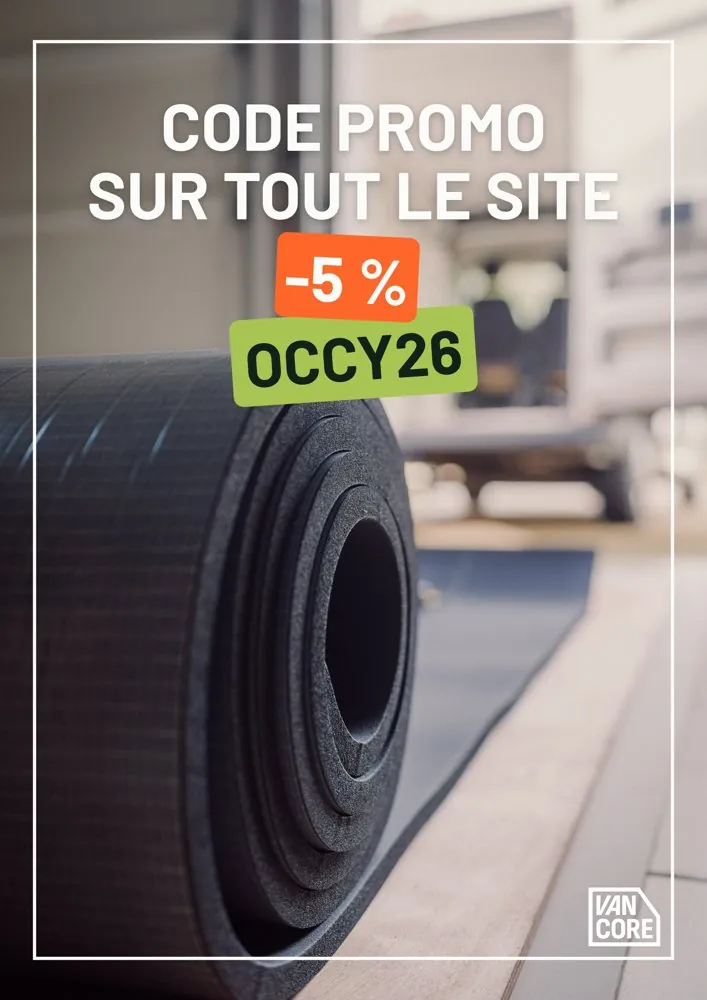 CODE PROMO
SUR TOUT LE SITE
-5 %
OCCY26
VAN
CORE